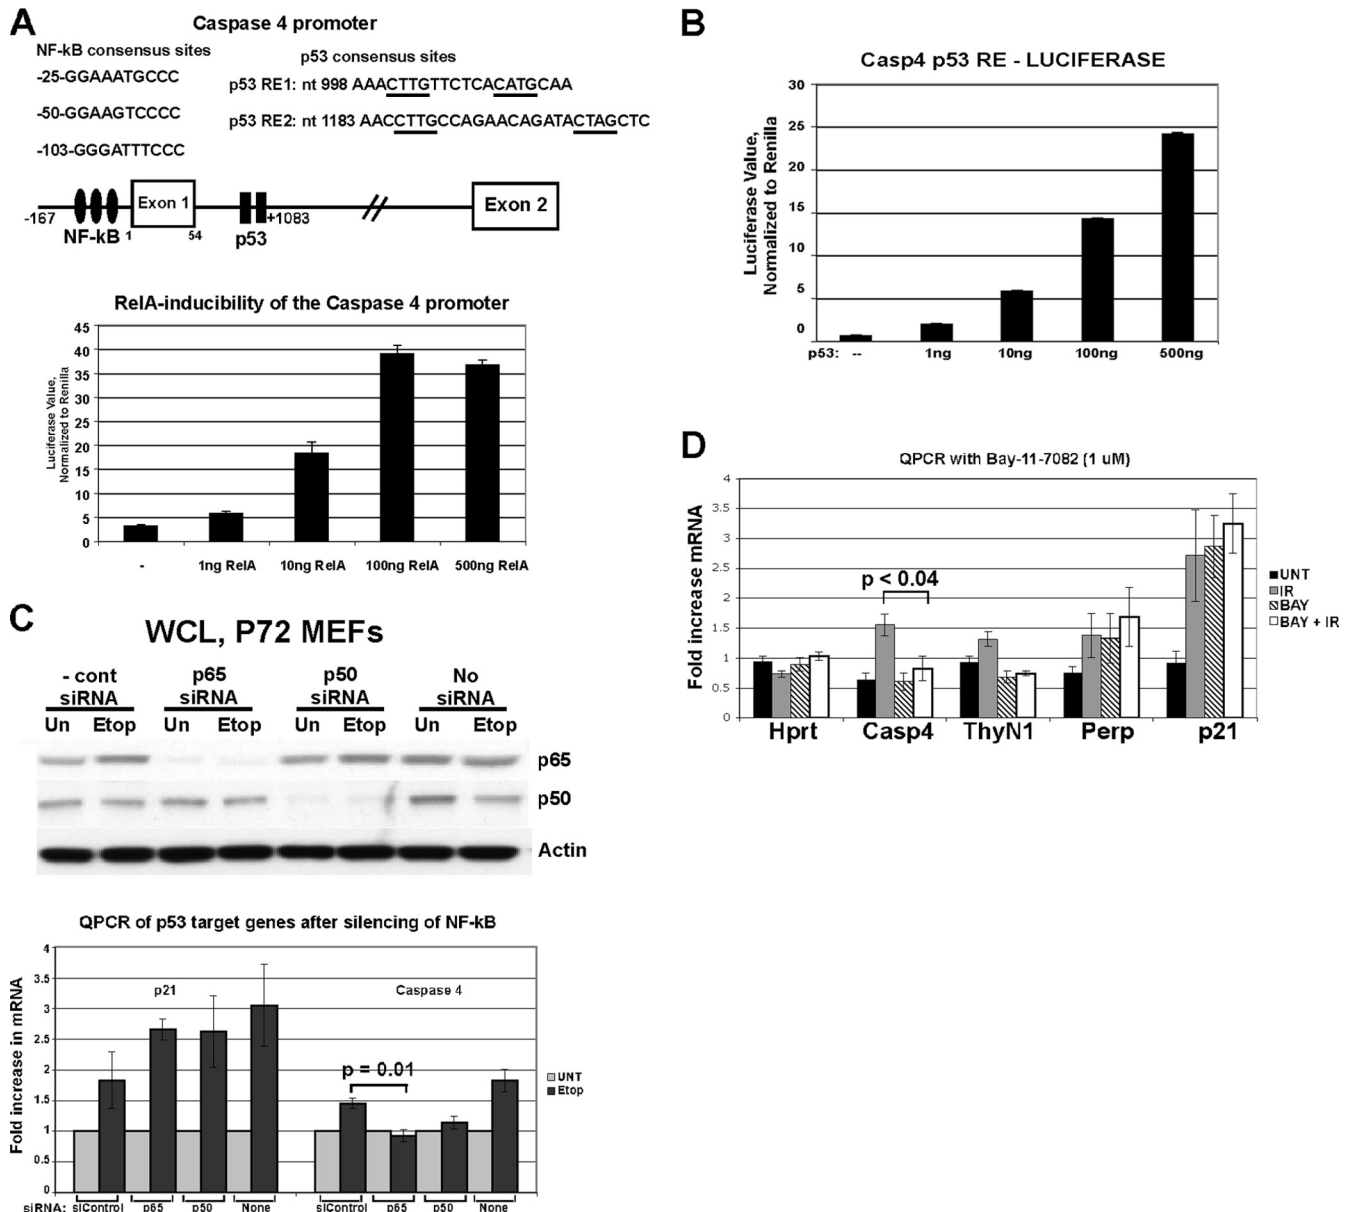 A
Caspase 4 promoter
NF-kB consensus sites
-25-GGAAATGCCC
-50-GGAAGTCCCC
-103-GGGATTTCCC
p53 consensus sites
p53 RE1: nt 998 AAACTTGTTCTCACATGCAA
p53 RE2: nt 1183 AACCTTGCCAGAACAGATACTAGCTC
-167
NF-kB
1
Exon 1
54
p53
+1083
Exon 2
RelA-inducibility of the Caspase 4 promoter
Luciferase Value,
Normalized to Renilla
45
40
35
30
25
20
15
10
5
0
- 1ng RelA 10ng RelA 100ng RelA 500ng RelA
B
Casp4 p53 RE - LUCIFERASE
Luciferase Value,
Normalized to Renilla
30
25
20
15
10
5
0
p53: -- 1ng 10ng 100ng 500ng
C
WCL, P72 MEFs
- cont siRNA
p65 siRNA
p50 siRNA
No siRNA
Un Etop Un Etop Un Etop Un Etop
p65
p50
Actin
QPCR of p53 target genes after silencing of NF-kB
Fold increase in mRNA
4
3.5
3
2.5
2
1.5
1
0.5
0
p21
Caspase 4
p = 0.01
UNT
Etop
siRNA: siControl p65 p50 None siControl p65 p50 None
D
QPCR with Bay-11-7082 (1 uM)
Fold increase mRNA
4
3.5
3
2.5
2
1.5
1
0.5
0
p < 0.04
Hprt Casp4 ThyN1 Perp p21
UNT
IR
BAY
BAY + IR